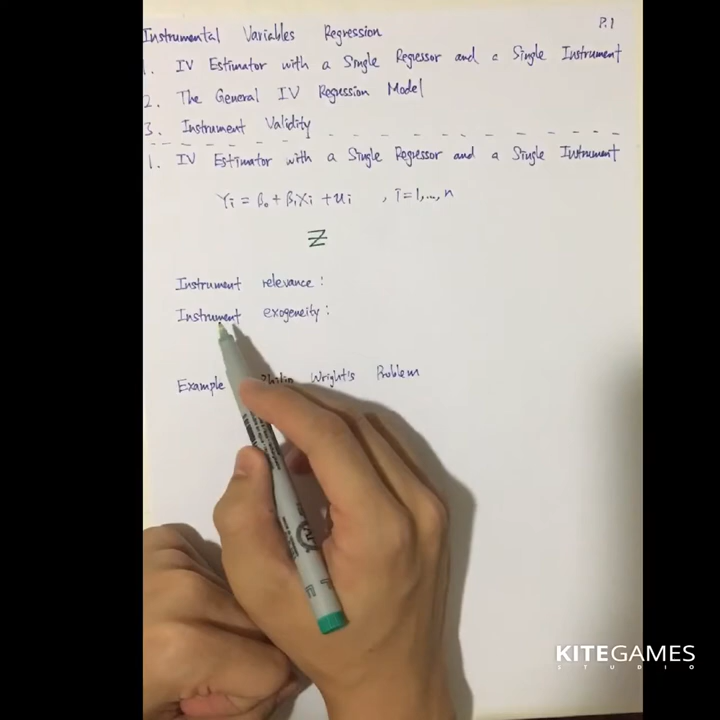 P.1
Instrumental Variables Regression
1. IV Estimator with a Single Regressor and a Single Instrument
2. The General IV Regression Model
3. Instrument Validity
1. IV Estimator with a Single Regressor and a Single Instrument
Yi = β0 + β1Xi + ui , i=1,...,n
Z
Instrument relevance:
Instrument exogeneity:
Example Philip Wright's Problem
KITEGAMES
STUDIO